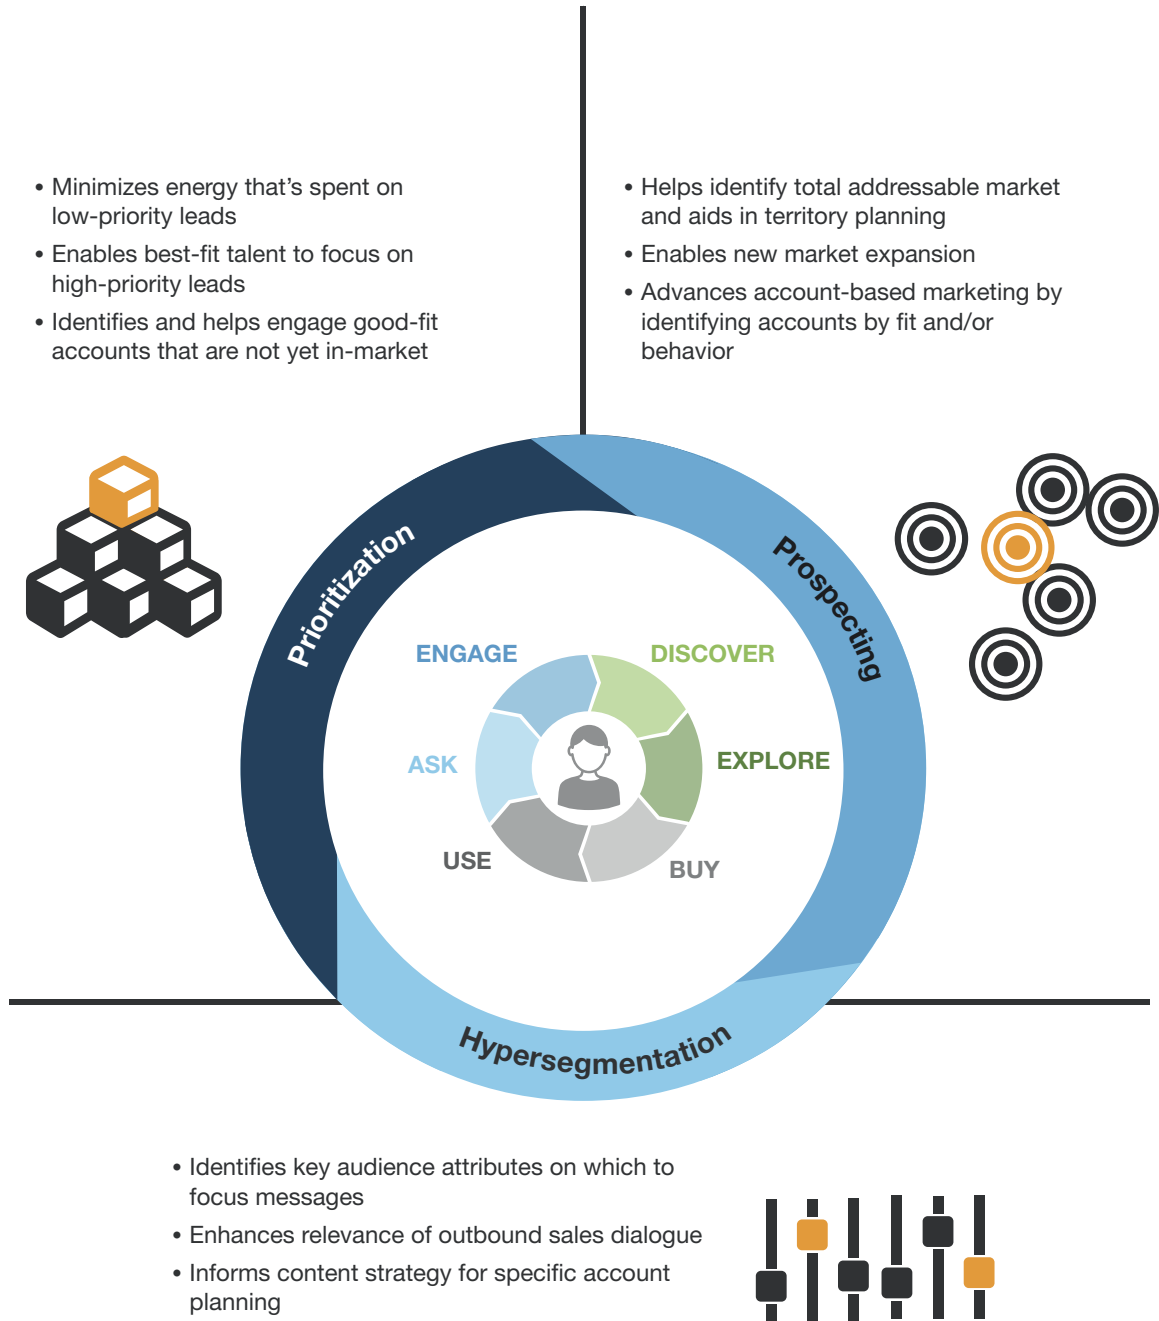 • Minimizes energy that’s spent on
low-priority leads
• Enables best-fit talent to focus on
high-priority leads
• Identifies and helps engage good-fit
accounts that are not yet in-market
• Helps identify total addressable market
and aids in territory planning
• Enables new market expansion
• Advances account-based marketing by
identifying accounts by fit and/or
behavior
Prioritization
Prospecting
ENGAGE
DISCOVER
ASK
EXPLORE
USE
BUY
Hypersegmentation
• Identifies key audience attributes on which to
focus messages
• Enhances relevance of outbound sales dialogue
• Informs content strategy for specific account
planning